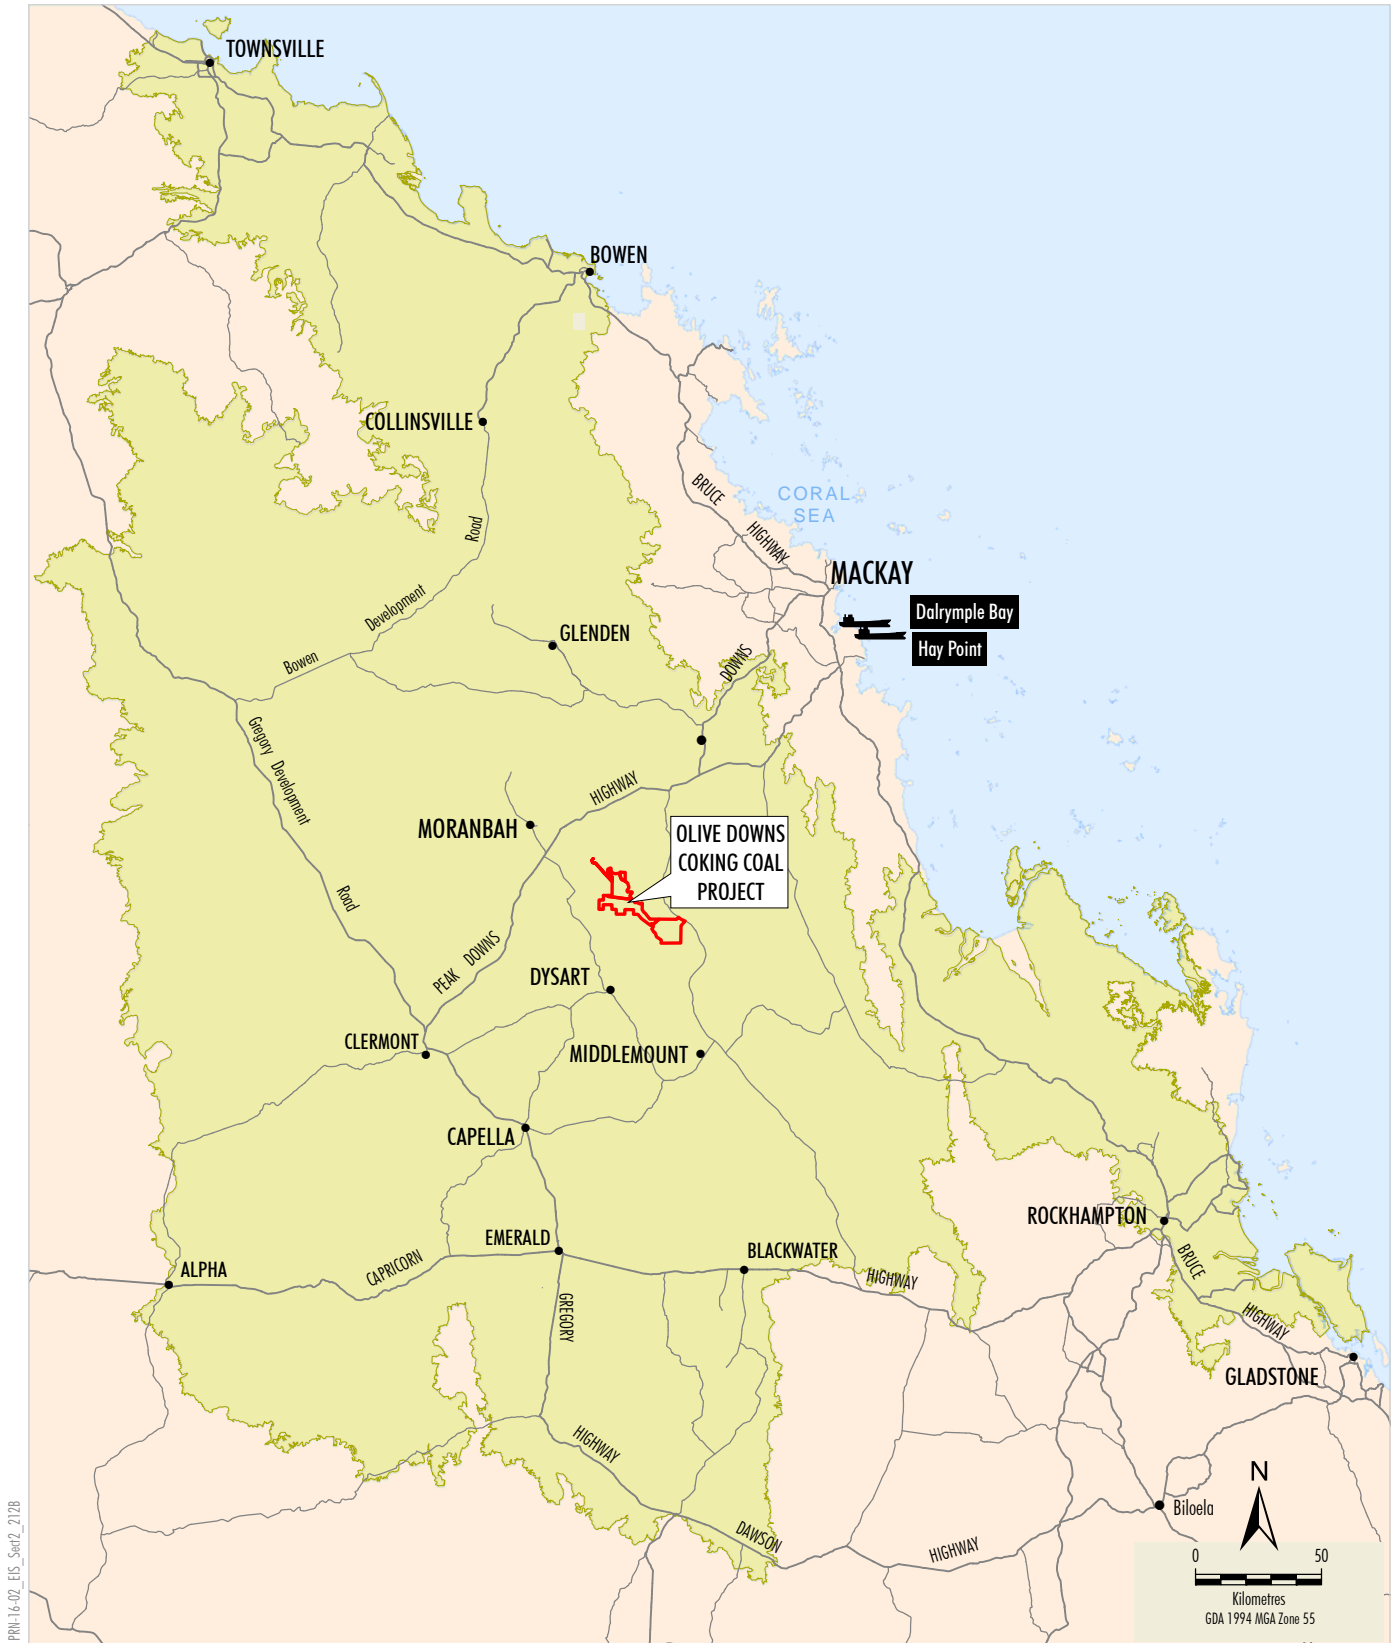 TOWNSVILLE
BOWEN
COLLINSVILLE
BRUCE
HIGHWAY
CORAL
SEA
MACKAY
Dalrymple Bay
Hay Point
Road
Development
Bowen
GLENDEN
DOWNS
Gregory Development
Road
HIGHWAY
MORANBAH
OLIVE DOWNS
COKING COAL
PROJECT
PEAK DOWNS
DYSART
CLERMONT
MIDDLEMOUNT
CAPELLA
ROCKHAMPTON
EMERALD
BLACKWATER
ALPHA
CAPRICORN
HIGHWAY
BRUCE
HIGHWAY
GREGORY
HIGHWAY
GLADSTONE
DAWSON
HIGHWAY
Biloela
N
0 50
Kilometres
GDA 1994 MGA Zone 55
PRN-16-02_EIS_Sect2_212B